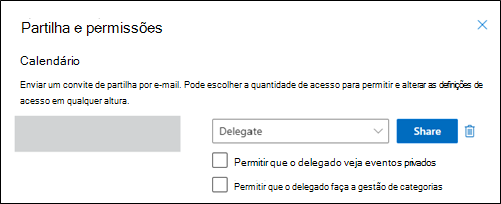 Partilha e permissões
Calendário
Enviar um convite de partilha por e-mail. Pode escolher a quantidade de acesso para permitir e alterar as definições de
acesso em qualquer altura.
Delegate
Share
Permitir que o delegado veja eventos privados
Permitir que o delegado faça a gestão de categorias